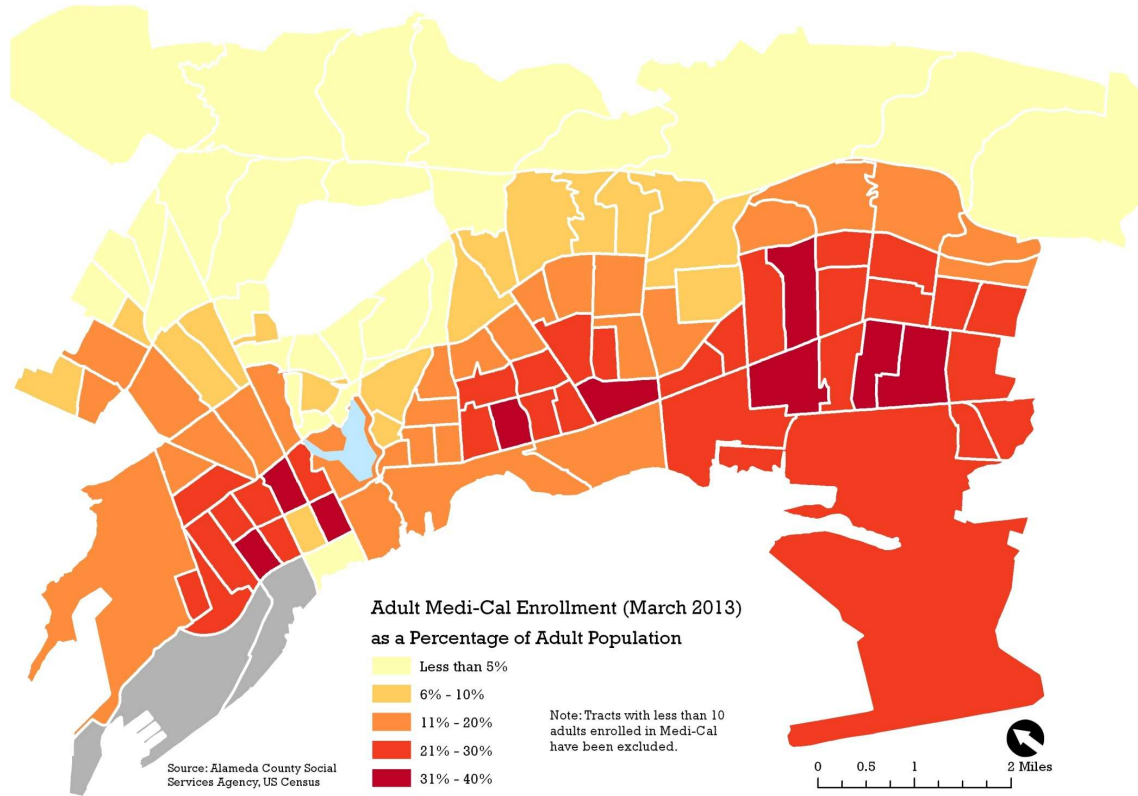 Adult Medi-Cal Enrollment (March 2013)
as a Percentage of Adult Population
Less than 5%
6% - 10%
11% - 20%
21% - 30%
31% - 40%
Note: Tracts with less than 10
adults enrolled in Medi-Cal
have been excluded.
Source: Alameda County Social
Services Agency, US Census
0 0.5 1 2 Miles